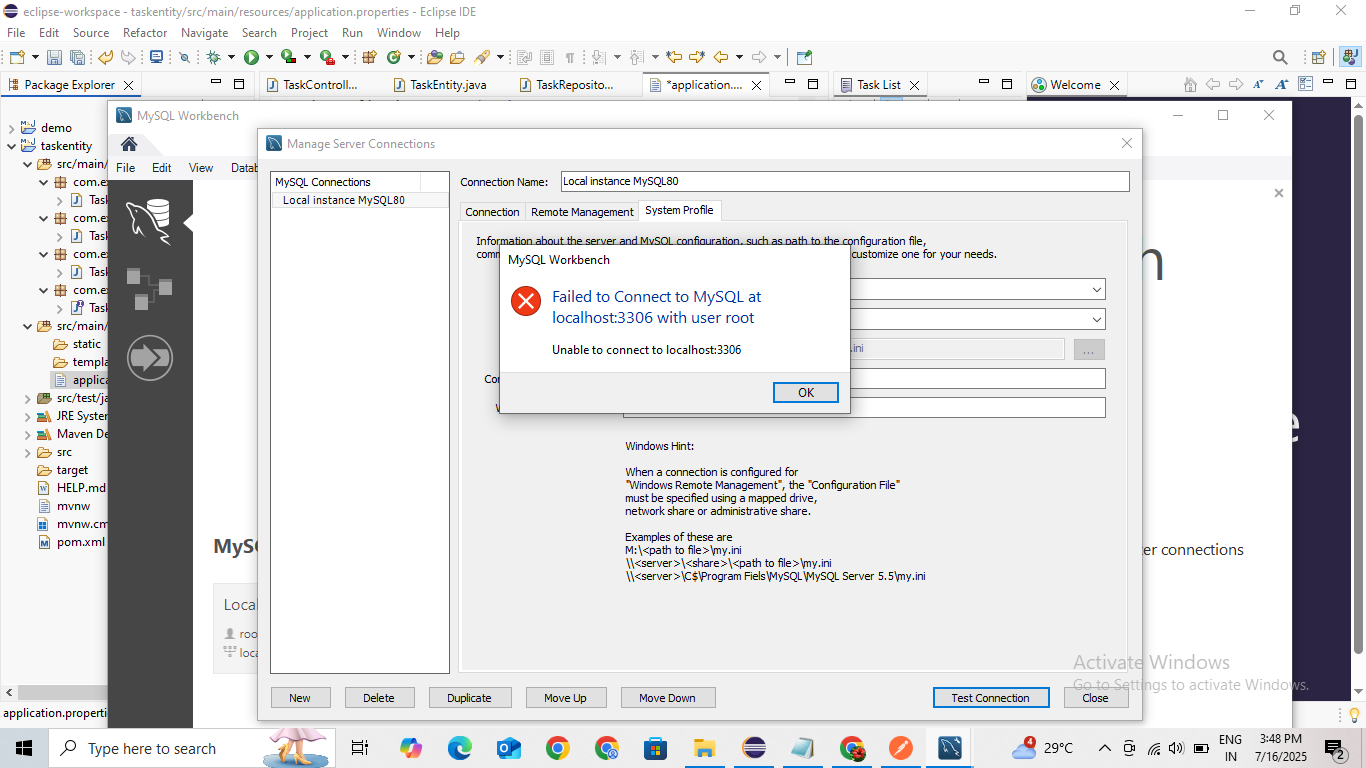 eclipse-workspace - taskentity/src/main/resources/application.properties - Eclipse IDE
File Edit Source Refactor Navigate Search Project Run Window Help
Package Explorer
TaskControll...
TaskEntity.java
TaskReposito...
*application....
Task List
Welcome
demo
taskentity
src/main/
com.ex
Task
com.ex
Task
com.ex
Task
com.ex
Task
src/main/
static
templa
applica
src/test/ja
JRE System
Maven De
src
target
HELP.md
mvnw
mvnw.cm
pom.xml
application.properti
MySQL Workbench
File Edit View Datab
MyS
Local
roo
loca
er connections
Manage Server Connections
MySQL Connections
Local instance MySQL80
Connection Name: Local instance MySQL80
Connection Remote Management System Profile
Information about the server and MySQL configuration, such as path to the configuration file,
com
customize one for your needs.
.ini
...
Con
MySQL Workbench
Failed to Connect to MySQL at
localhost:3306 with user root
Unable to connect to localhost:3306
OK
Windows Hint:
When a connection is configured for
"Windows Remote Management", the "Configuration File"
must be specified using a mapped drive,
network share or administrative share.
Examples of these are
M:\<path to file>\my.ini
\\<server>\<share>\<path to file>\my.ini
\\<server>\C$\Program Fiels\MySQL\MySQL Server 5.5\my.ini
New Delete Duplicate Move Up Move Down Test Connection Close
Activate Windows
Go to Settings to activate Windows.
Type here to search
4
29°C
ENG
IN
3:48 PM
7/16/2025
2